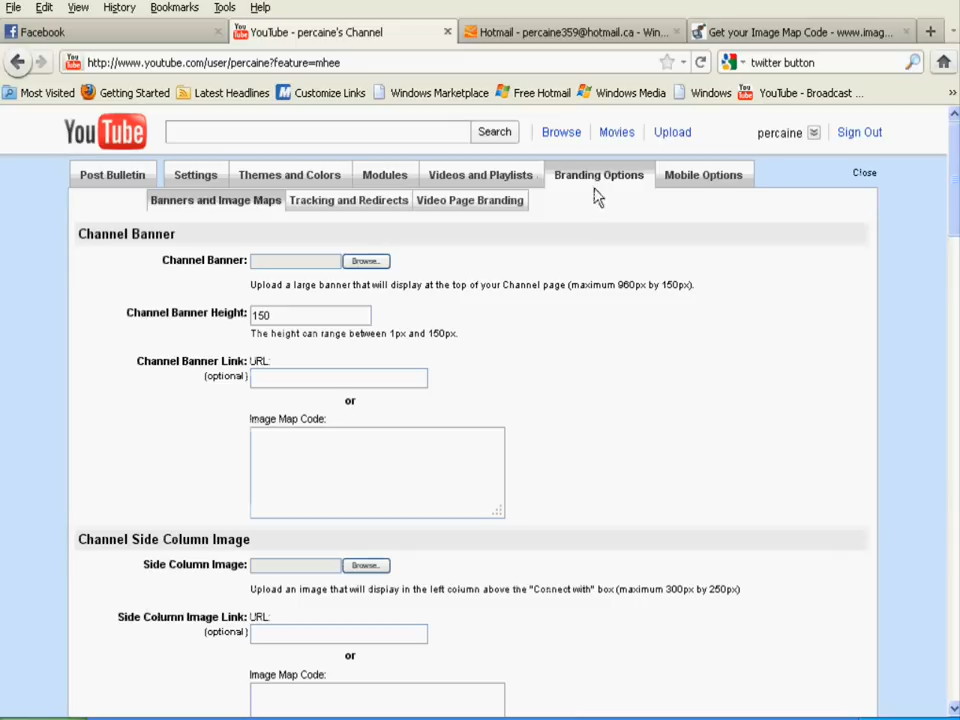 File Edit View History Bookmarks Tools Help
Facebook × YouTube - percaine's Channel × Hotmail - percaine359@hotmail.ca - Win... × Get your Image Map Code - www.imag... × +
http://www.youtube.com/user/percaine?feature=mhee twitter button
Most Visited Getting Started Latest Headlines Customize Links Windows Marketplace Free Hotmail Windows Media Windows YouTube - Broadcast ... »
YouTube Search Browse Movies Upload percaine Sign Out
Post Bulletin Settings Themes and Colors Modules Videos and Playlists Branding Options Mobile Options Close
Banners and Image Maps Tracking and Redirects Video Page Branding
Channel Banner
Channel Banner: Browse..
Upload a large banner that will display at the top of your Channel page (maximum 960px by 150px).
Channel Banner Height: 150
The height can range between 1px and 150px.
Channel Banner Link: URL:
(optional)
or
Image Map Code:
Channel Side Column Image
Side Column Image: Browse..
Upload an image that will display in the left column above the "Connect with" box (maximum 300px by 250px)
Side Column Image Link: URL:
(optional)
or
Image Map Code: